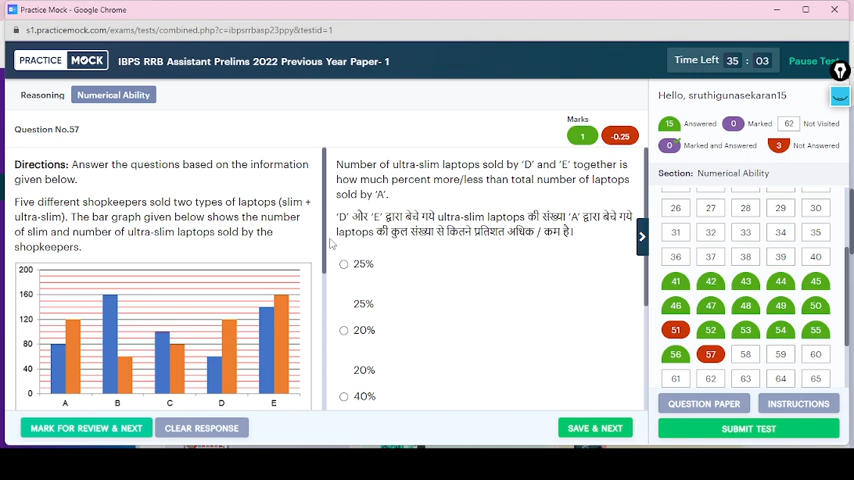 Practice Mock - Google Chrome
s1.practicemock.com/exams/tests/combined.php?c=ibpsrrbasp23ppy&testid=1
PRACTICE MOCK IBPS RRB Assistant Prelims 2022 Previous Year Paper- 1
Time Left 35 : 03 Pause Test
Reasoning Numerical Ability
Question No.57
Marks
1 -0.25
Directions: Answer the questions based on the information
given below.
Five different shopkeepers sold two types of laptops (slim +
ultra-slim). The bar graph given below shows the number
of slim and number of ultra-slim laptops sold by the
shopkeepers.
200
160
120
80
40
0
A B C D E
Number of ultra-slim laptops sold by 'D' and 'E' together is
how much percent more/less than total number of laptops
sold by 'A'.
'D' और 'E' द्वारा बेचे गये ultra-slim laptops की संख्या 'A' द्वारा बेचे गये
laptops की कुल संख्या से कितने प्रतिशत अधिक / कम है।
25%
25%
20%
20%
40%
MARK FOR REVIEW & NEXT CLEAR RESPONSE SAVE & NEXT
Hello, sruthigunasekaran15
15 Answered 0 Marked 62 Not Visited
0 Marked and Answered 3 Not Answered
Section: Numerical Ability
26 27 28 29 30
31 32 33 34 35
36 37 38 39 40
41 42 43 44 45
46 47 48 49 50
51 52 53 54 55
56 57 58 59 60
61 62 63 64 65
QUESTION PAPER INSTRUCTIONS
SUBMIT TEST